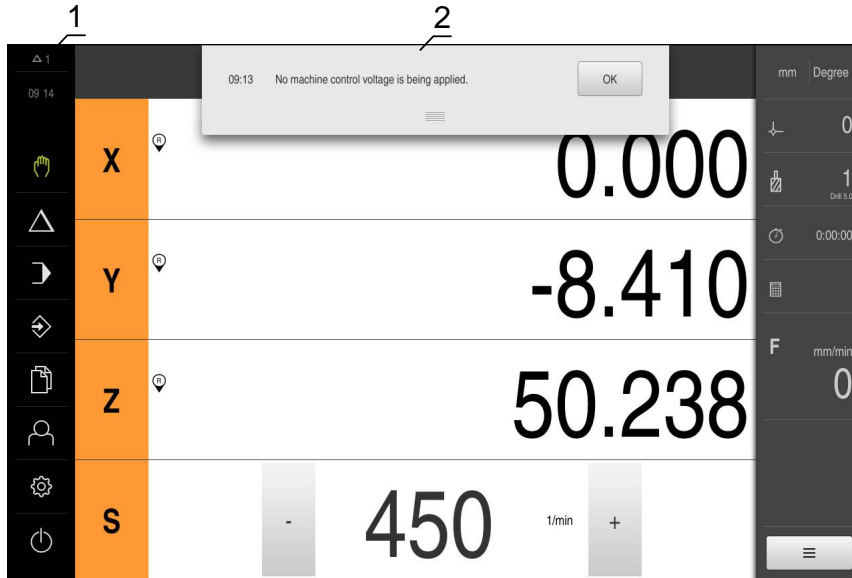 1
2
△ 1
09 14
09:13 No machine control voltage is being applied. OK
mm Degree
X R 0.000
0
1
Drill 5.0
Y R -8.410
0:00:00
F mm/min
0
Z R 50.238
S - 450 1/min +